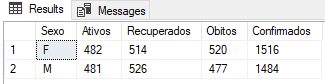 Results Messages
Sexo Ativos Recuperados Obitos Confirmados
1 F 482 514 520 1516
2 M 481 526 477 1484